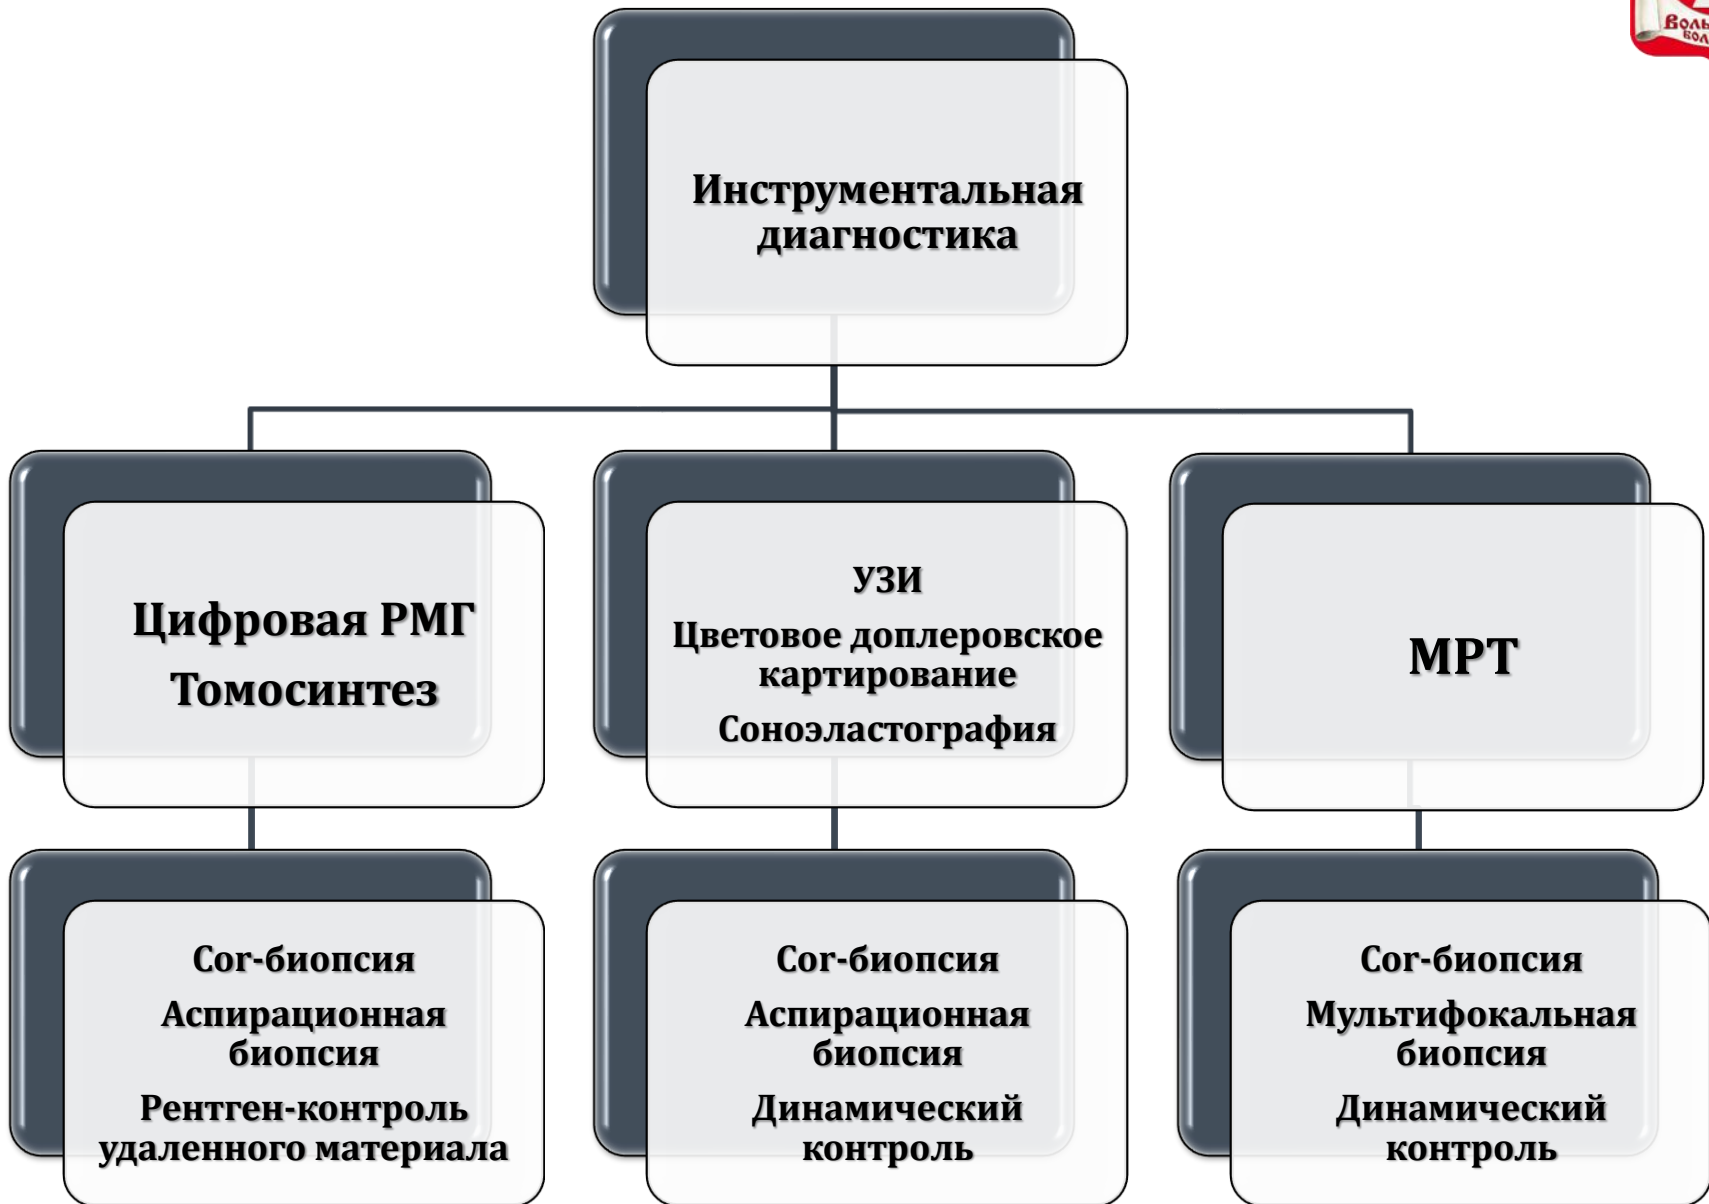 Инструментальная
диагностика
Цифровая РМГ
Томосинтез
УЗИ
Цветовое доплеровское
картирование
Соноэластография
МРТ
Cor-биопсия
Аспирационная
биопсия
Рентген-контроль
удаленного материала
Cor-биопсия
Аспирационная
биопсия
Динамический
контроль
Cor-биопсия
Мультифокальная
биопсия
Динамический
контроль